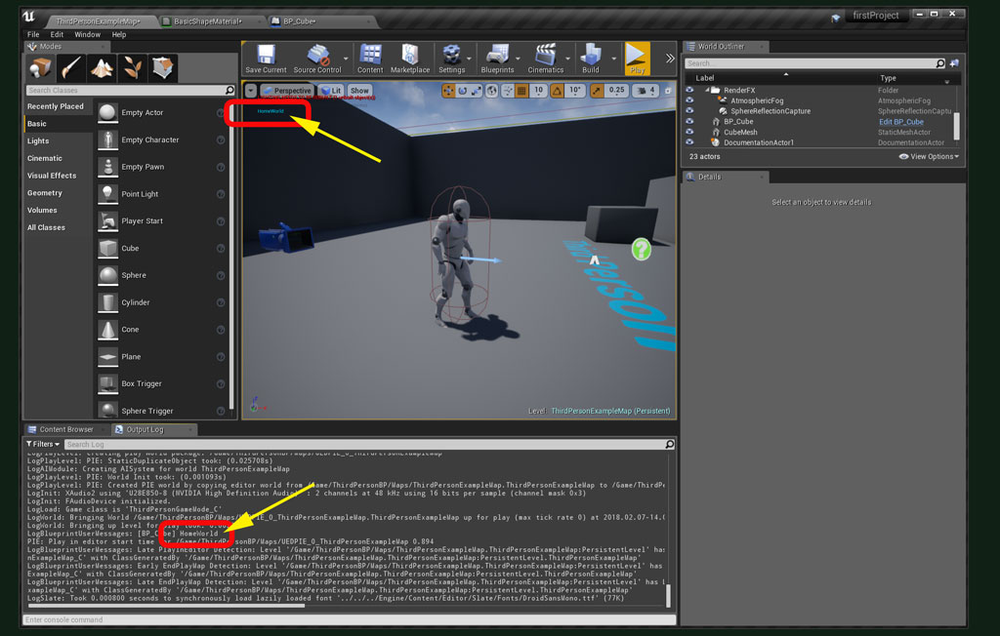 ThirdPersonExampleMap•
BasicShapeMaterial•
BP_Cube•
firstProject
File Edit Window Help
Modes
Search Classes
Recently Placed
Basic
Lights
Cinematic
Visual Effects
Geometry
Volumes
All Classes
Empty Actor
Empty Character
Empty Pawn
Point Light
Player Start
Cube
Sphere
Cylinder
Cone
Plane
Box Trigger
Sphere Trigger
Save Current Source Control Content Marketplace Settings Blueprints Cinematics Build Play
Perspective Lit Show
10 10° 0.25 4
HomeWorld
Third Person
Level: ThirdPersonExampleMap (Persistent)
World Outliner
Search...
Label Type
RenderFX Folder
AtmosphericFog AtmosphericFog
SphereReflectionCapture SphereReflectionCaptu
BP_Cube Edit BP_Cube
CubeMesh StaticMeshActor
DocumentationActor1 DocumentationActor
23 actors View Options
Details
Select an object to view details.
Content Browser Output Log
Filters Search Log
LogPlayLevel: Creating play world package: /Game/ThirdPersonBP/Maps/UEDPIE_0_ThirdPersonExampleMap
LogPlayLevel: PIE: StaticDuplicateObject took: (0.025708s)
LogAIModule: Creating AISystem for world ThirdPersonExampleMap
LogPlayLevel: PIE: World Init took: (0.001093s)
LogPlayLevel: PIE: Created PIE world by copying editor world from /Game/ThirdPersonBP/Maps/ThirdPersonExampleMap.ThirdPersonExampleMap to /Game/ThirdPe
LogInit: XAudio2 using 'U28E850-8 (NVIDIA High Definition Audio) : 2 channels at 48 kHz using 16 bits per sample (channel mask 0x3)
LogInit: FAudioDevice initialized.
LogLoad: Game class is 'ThirdPersonGameMode_C'
LogWorld: Bringing World /Game/ThirdPersonBP/Maps/UEDPIE_0_ThirdPersonExampleMap.ThirdPersonExampleMap up for play (max tick rate 0) at 2018.02.07-14.0
LogWorld: Bringing up level for play took:
LogBlueprintUserMessages: [BP_Cube] HomeWorld
PIE: Play in editor start time for /Game/ThirdPersonBP/Maps/UEDPIE_0_ThirdPersonExampleMap 0.894
LogBlueprintUserMessages: Late PlayInEditor Detection: Level '/Game/ThirdPersonBP/Maps/ThirdPersonExampleMap.ThirdPersonExampleMap:PersistentLevel' has
nExampleMap_C' with ClassGeneratedBy '/Game/ThirdPersonBP/Maps/ThirdPersonExampleMap.ThirdPersonExampleMap:PersistentLevel.ThirdPersonExampleMap'
LogBlueprintUserMessages: Early EndPlayMap Detection: Level '/Game/ThirdPersonBP/Maps/ThirdPersonExampleMap.ThirdPersonExampleMap:PersistentLevel' has
ExampleMap_C' with ClassGeneratedBy '/Game/ThirdPersonBP/Maps/ThirdPersonExampleMap.ThirdPersonExampleMap:PersistentLevel.ThirdPersonExampleMap'
LogBlueprintUserMessages: Late EndPlayMap Detection: Level '/Game/ThirdPersonBP/Maps/ThirdPersonExampleMap.ThirdPersonExampleMap:PersistentLevel' has
xampleMap_C' with ClassGeneratedBy '/Game/ThirdPersonBP/Maps/ThirdPersonExampleMap.ThirdPersonExampleMap:PersistentLevel.ThirdPersonExampleMap'
LogSlate: Took 0.000800 seconds to synchronously load lazily loaded font '../../../Engine/Content/Editor/Slate/Fonts/DroidSansMono.ttf' (77K)
Enter console command